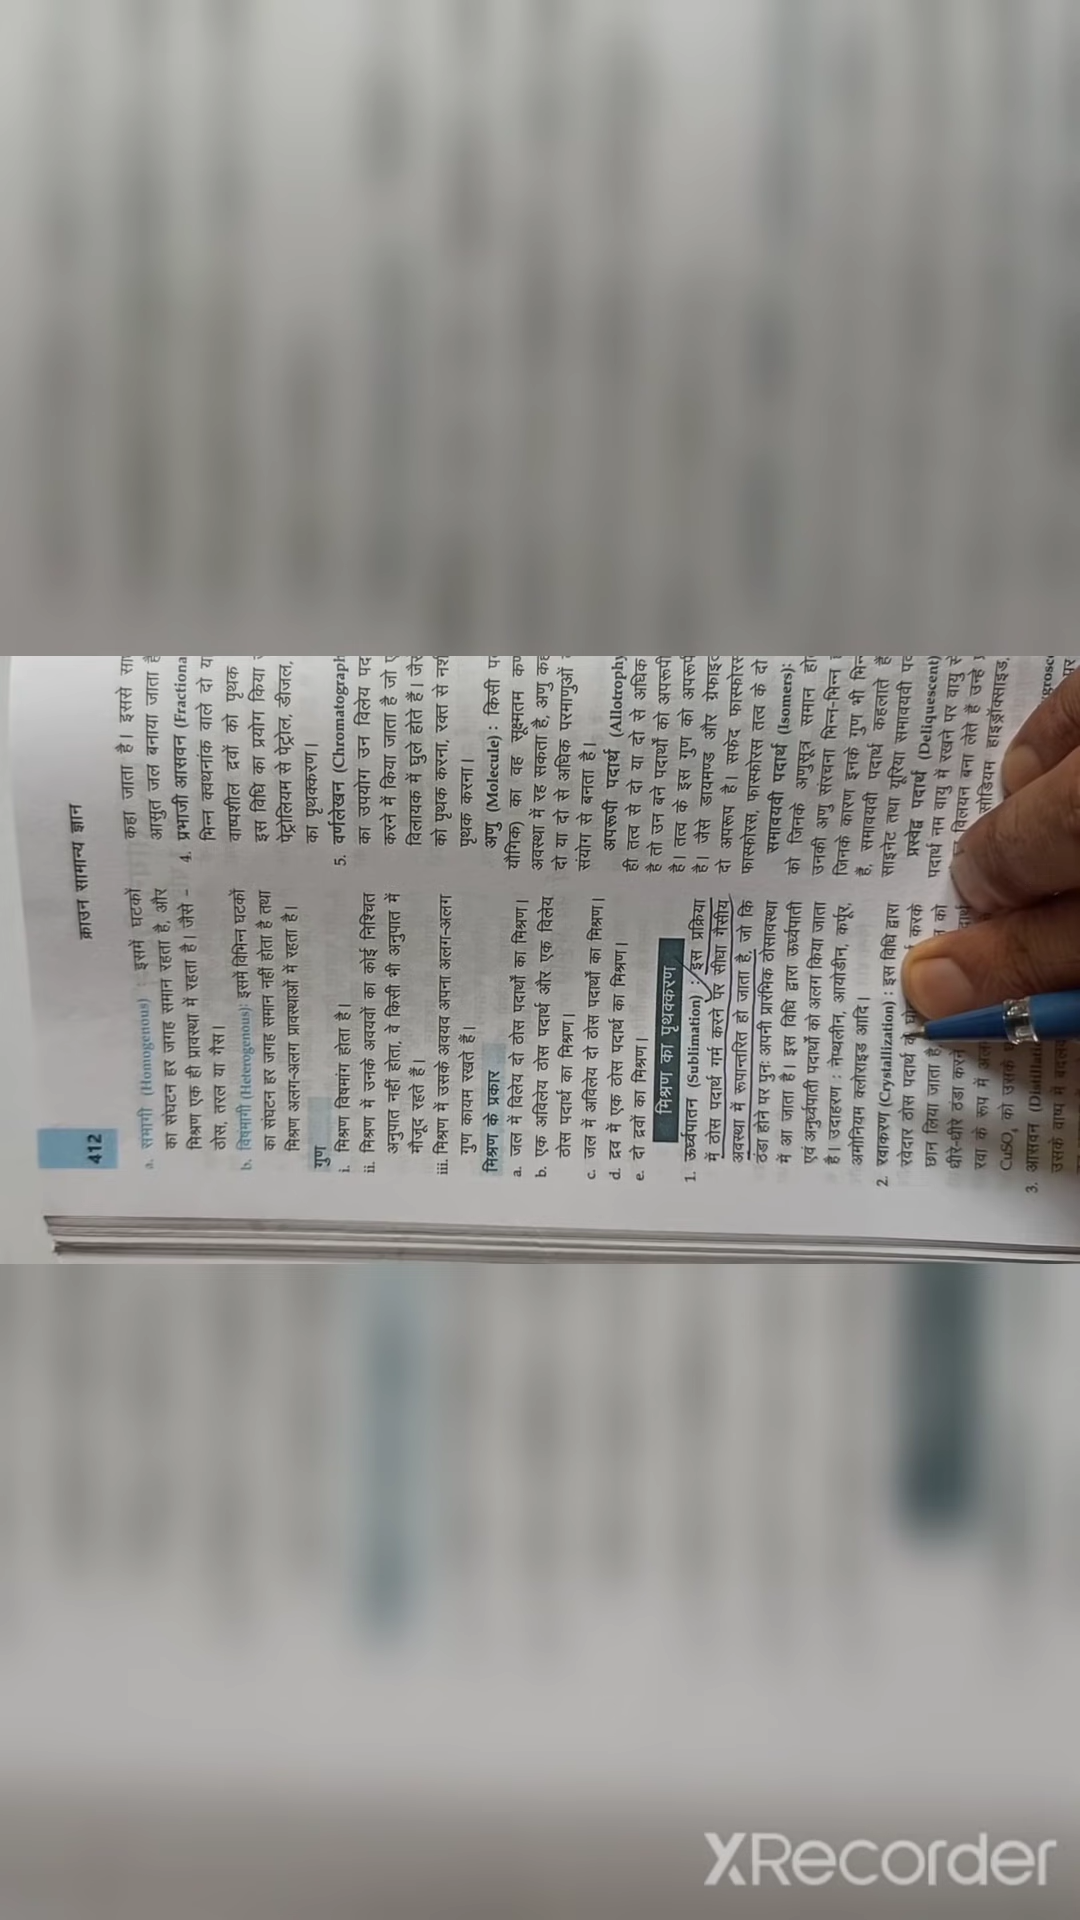 412
क्राउन सामान्य ज्ञान
a. समांगी (Homogenous) : इसमें घटकों
का संघटन हर जगह समान रहता है, और
मिश्रण एक ही प्रावस्था में रहता है। जैसे -
ठोस, तरल या गैस।
b. विषमांगी (Heterogenous): इसमें विभिन्न घटकों
का संघटन हर जगह समान नहीं होता है तथा
मिश्रण अलग-अलग प्रावस्थाओं में रहता है।
गुण
i. मिश्रण विषमांग होता है।
ii. मिश्रण में उनके अवयवों का कोई निश्चित
अनुपात नहीं होता, वे किसी भी अनुपात में
मौजूद रहते हैं।
iii. मिश्रण में उसके अवयव अपना अलग-अलग
गुण कायम रखते हैं।
मिश्रण के प्रकार
a. जल में विलेय दो ठोस पदार्थों का मिश्रण।
b. एक अविलेय ठोस पदार्थ और एक विलेय
ठोस पदार्थ का मिश्रण।
c. जल में अविलेय दो ठोस पदार्थों का मिश्रण।
d. द्रव में एक ठोस पदार्थ का मिश्रण।
e. दो द्रवों का मिश्रण।
मिश्रण का पृथक्करण
1. ऊर्ध्वपातन (Sublimation) : इस प्रक्रिया
में ठोस पदार्थ गर्म करने पर सीधा गैसीय
अवस्था में रूपान्तरित हो जाता है, जो कि
ठंडा होने पर पुनः अपनी प्रारंभिक ठोसावस्था
में आ जाता है। इस विधि द्वारा ऊर्ध्वपाती
एवं अनुर्ध्वपाती पदार्थों को अलग किया जाता
है। उदाहरण : नेफ्थलीन, आयोडीन, कर्पूर,
अमोनियम क्लोराइड आदि।
2. रवाकरण (Crystallization) : इस विधि द्वारा
रवेदार ठोस पदार्थ को करके
छान लिया जाता है को
धीरे-धीरे ठंडा करने
रवा के रूप में
CuSO₄ को उसके
3. आसवन
उसके वाष्प में
कहा जाता है। इससे
आसुत जल बनाया जाता है
4. प्रभाजी आसवन
भिन्न क्वथनांक वाले दो
वाष्पशील द्रवों को पृथक
इस विधि का प्रयोग किया
पेट्रोलियम से पेट्रोल, डीजल,
का पृथक्करण।
5. वर्णलेखन
का उपयोग उन विलेय
करने में किया जाता है जो
विलायक में घुले होते हैं। जैसे
को पृथक करना, रक्त से
पृथक करना।
अणु (Molecule) : किसी
यौगिक) का वह सूक्ष्मतम
अवस्था में रह सकता है, अणु
दो या दो से अधिक परमाणुओं
संयोग से बनता है।
अपरूपी पदार्थ
ही तत्व से दो या दो से अधिक
है तो उन बने पदार्थों को अपरूपी
है। तत्व के इस गुण को
है। जैसे डायमण्ड और
दो अपरूप है। सफेद
फास्फोरस, फास्फोरस तत्व के दो
समावयवी पदार्थ (Isomers):
को जिनके अणुसूत्र समान
उनकी अणु संरचना भिन्न-भिन्न
जिनके कारण इनके गुण भी
है, समावयवी पदार्थ कहलाते
साइनेट तथा यूरिया समावयवी
प्रस्वेद्य पदार्थ (Deliquescent)
पदार्थ नम वायु में रखने पर वायु
विलयन बना लेते हैं उन्हें
सोडियम हाइड्रॉक्साइड,
XRecorder